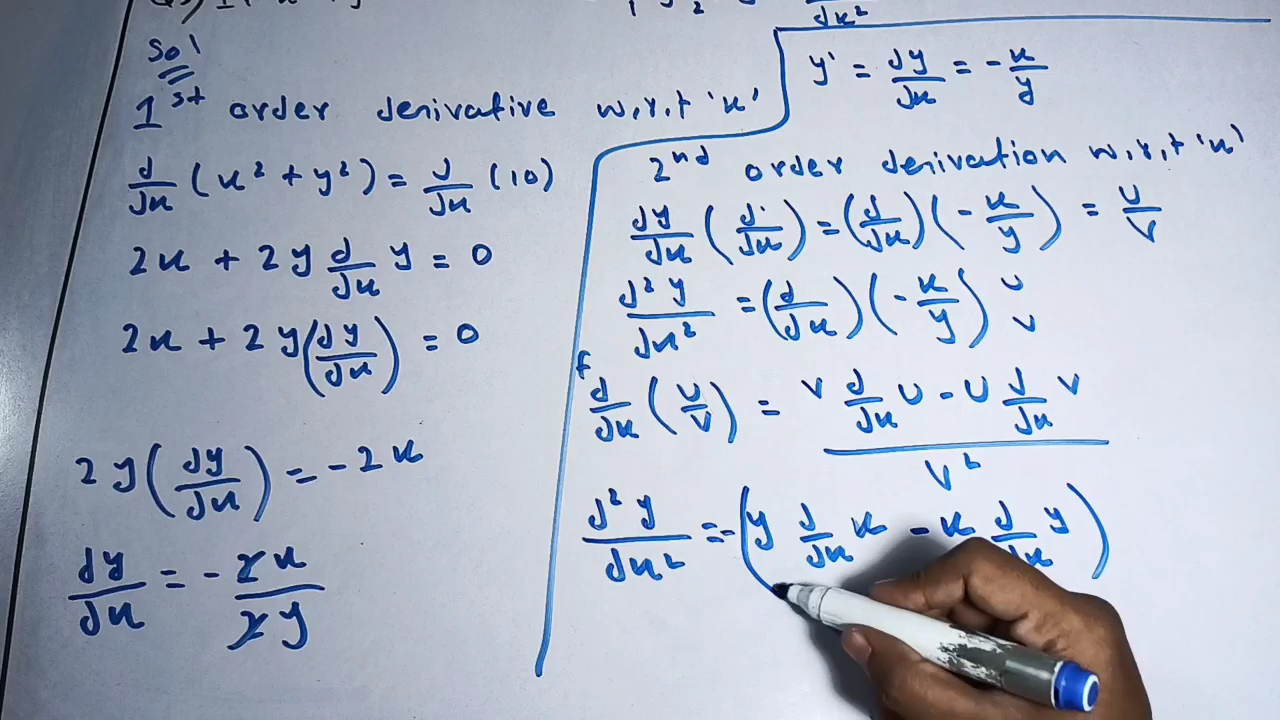 Sol
1st order derivative w.r.t 'x'
d/dx (x² + y²) = d/dx (10)
2x + 2y d/dx y = 0
2x + 2y (dy/dx) = 0
2y (dy/dx) = -2x
dy/dx = - 2x/2y
dx²
y' = dy/dx = - x/y
2nd order derivation w.r.t 'x'
dy/dx (d/dx) = (d/dx) (- x/y) = U/V
d²y/dx² = (d/dx) (- x/y) U V
f
d/dx (U/V) = V d/dx U - U d/dx V / V²
d²y/dx² = - (y d/dx x - x d/dx y)